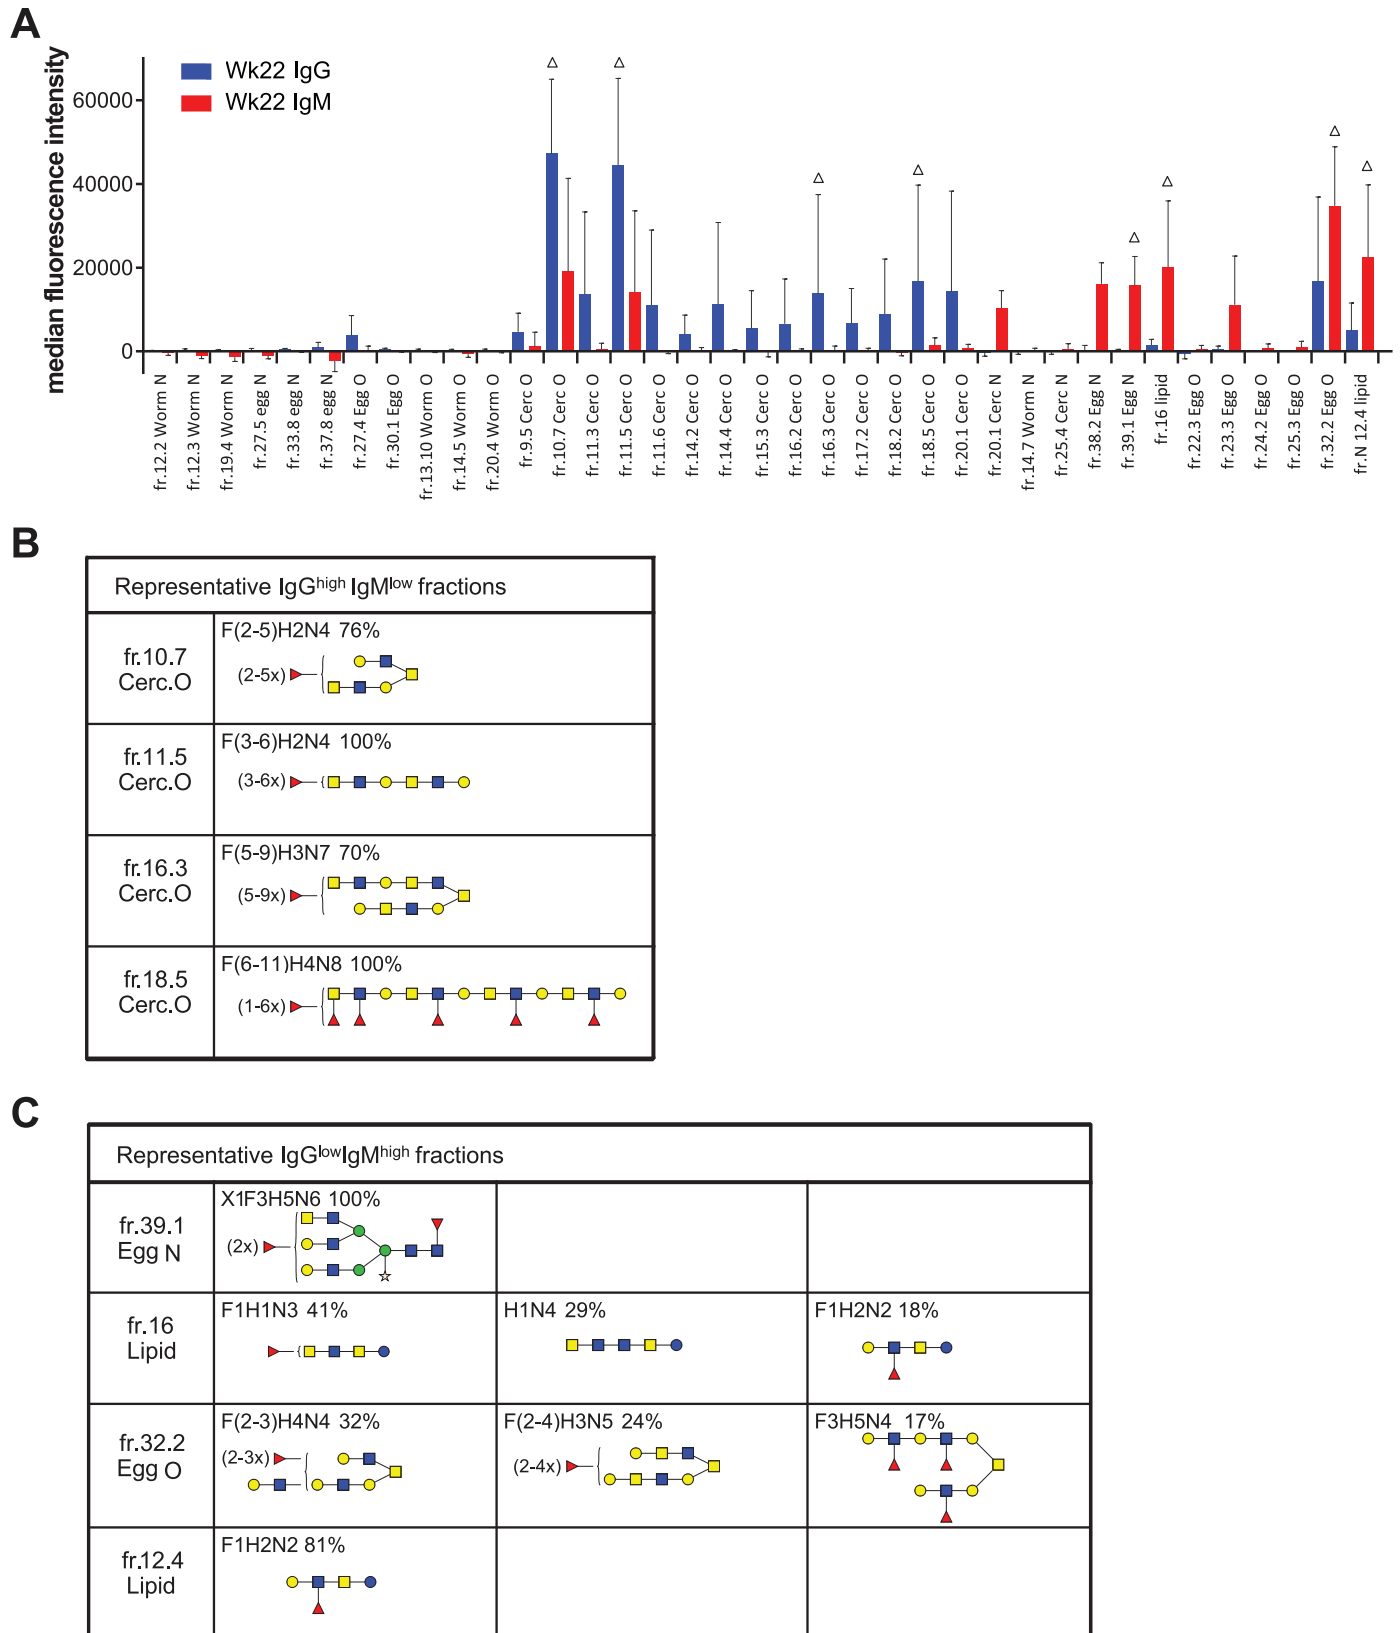 A
median fluorescence intensity
60000
40000
20000
0
Wk22 IgG
Wk22 IgM
fr.12.2 Worm N
fr.12.3 Worm N
fr.19.4 Worm N
fr.27.5 egg N
fr.33.8 egg N
fr.37.8 egg N
fr.27.4 Egg O
fr.30.1 Egg O
fr.13.10 Worm O
fr.14.5 Worm O
fr.20.4 Worm O
fr.9.5 Cerc O
fr.10.7 Cerc O
fr.11.3 Cerc O
fr.11.5 Cerc O
fr.11.6 Cerc O
fr.14.2 Cerc O
fr.14.4 Cerc O
fr.15.3 Cerc O
fr.16.2 Cerc O
fr.16.3 Cerc O
fr.17.2 Cerc O
fr.18.2 Cerc O
fr.18.5 Cerc O
fr.20.1 Cerc O
fr.20.1 Cerc N
fr.14.7 Worm N
fr.25.4 Cerc N
fr.38.2 Egg N
fr.39.1 Egg N
fr.16 lipid
fr.22.3 Egg O
fr.23.3 Egg O
fr.24.2 Egg O
fr.25.3 Egg O
fr.32.2 Egg O
fr.N 12.4 lipid
B
Representative IgGhigh IgMlow fractions
fr.10.7
Cerc.O
F(2-5)H2N4 76%
(2-5x)
fr.11.5
Cerc.O
F(3-6)H2N4 100%
(3-6x)
fr.16.3
Cerc.O
F(5-9)H3N7 70%
(5-9x)
fr.18.5
Cerc.O
F(6-11)H4N8 100%
(1-6x)
C
Representative IgGlowIgMhigh fractions
fr.39.1
Egg N
X1F3H5N6 100%
(2x)
fr.16
Lipid
F1H1N3 41%
H1N4 29%
F1H2N2 18%
fr.32.2
Egg O
F(2-3)H4N4 32%
(2-3x)
F(2-4)H3N5 24%
(2-4x)
F3H5N4 17%
fr.12.4
Lipid
F1H2N2 81%